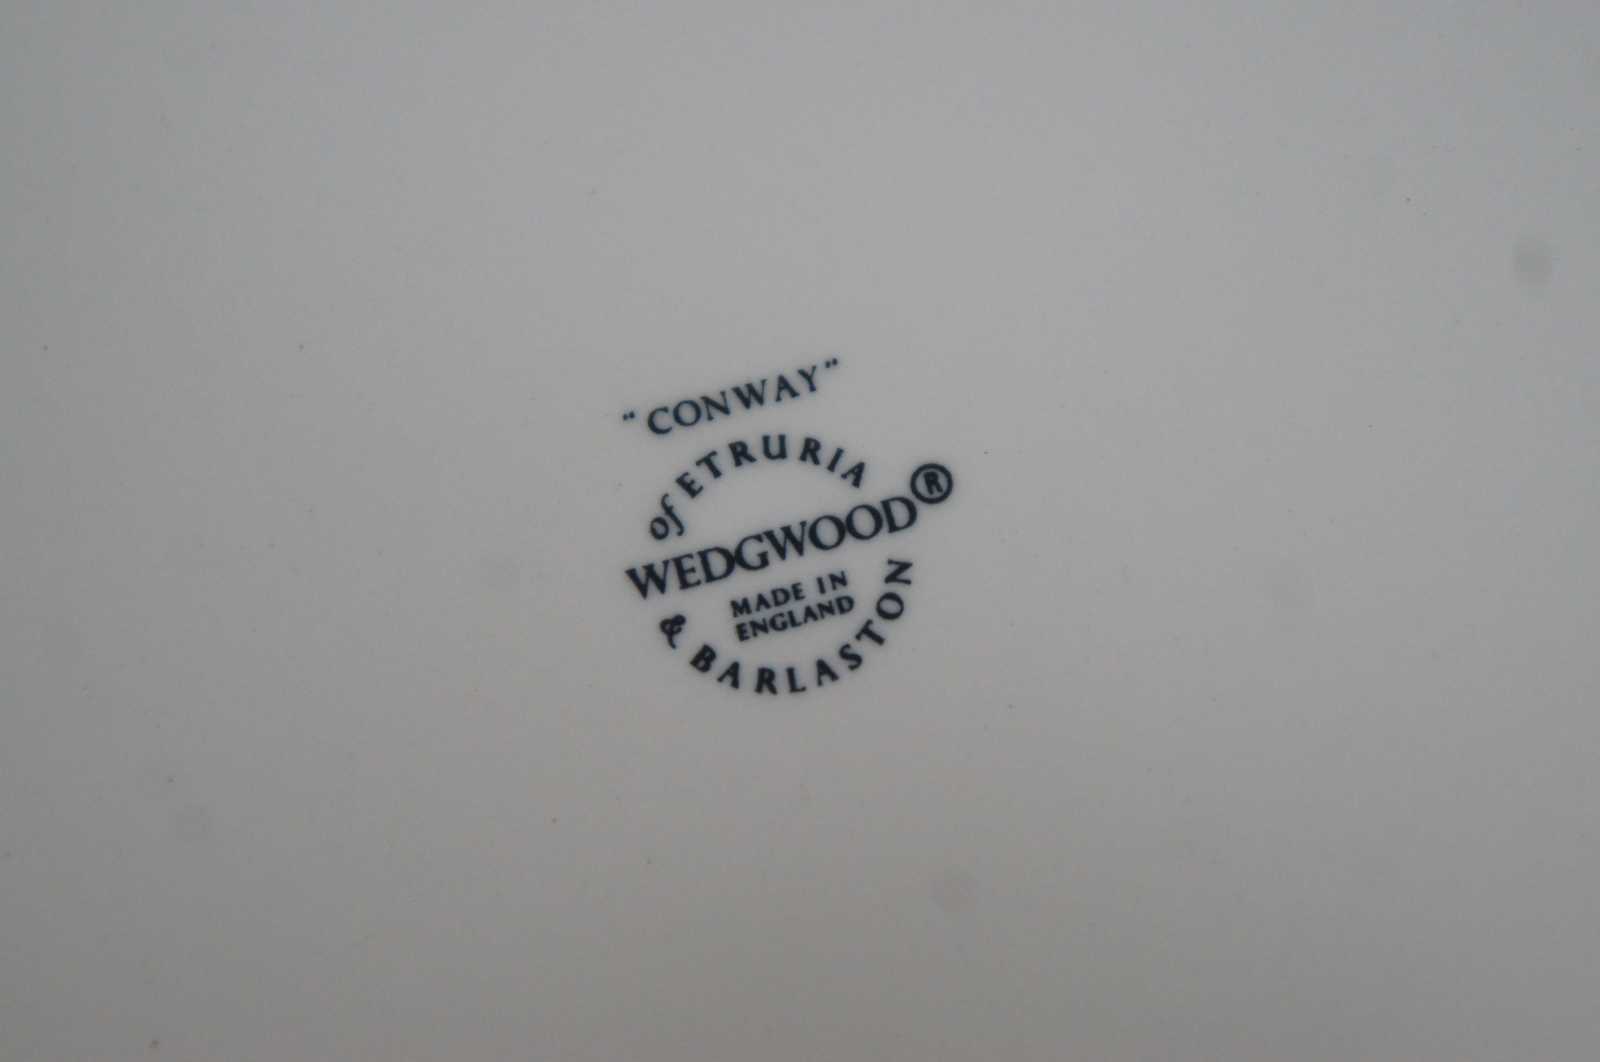 "CONWAY"
of ETRURIA
WEDGWOOD®
MADE IN
ENGLAND
& BARLASTON